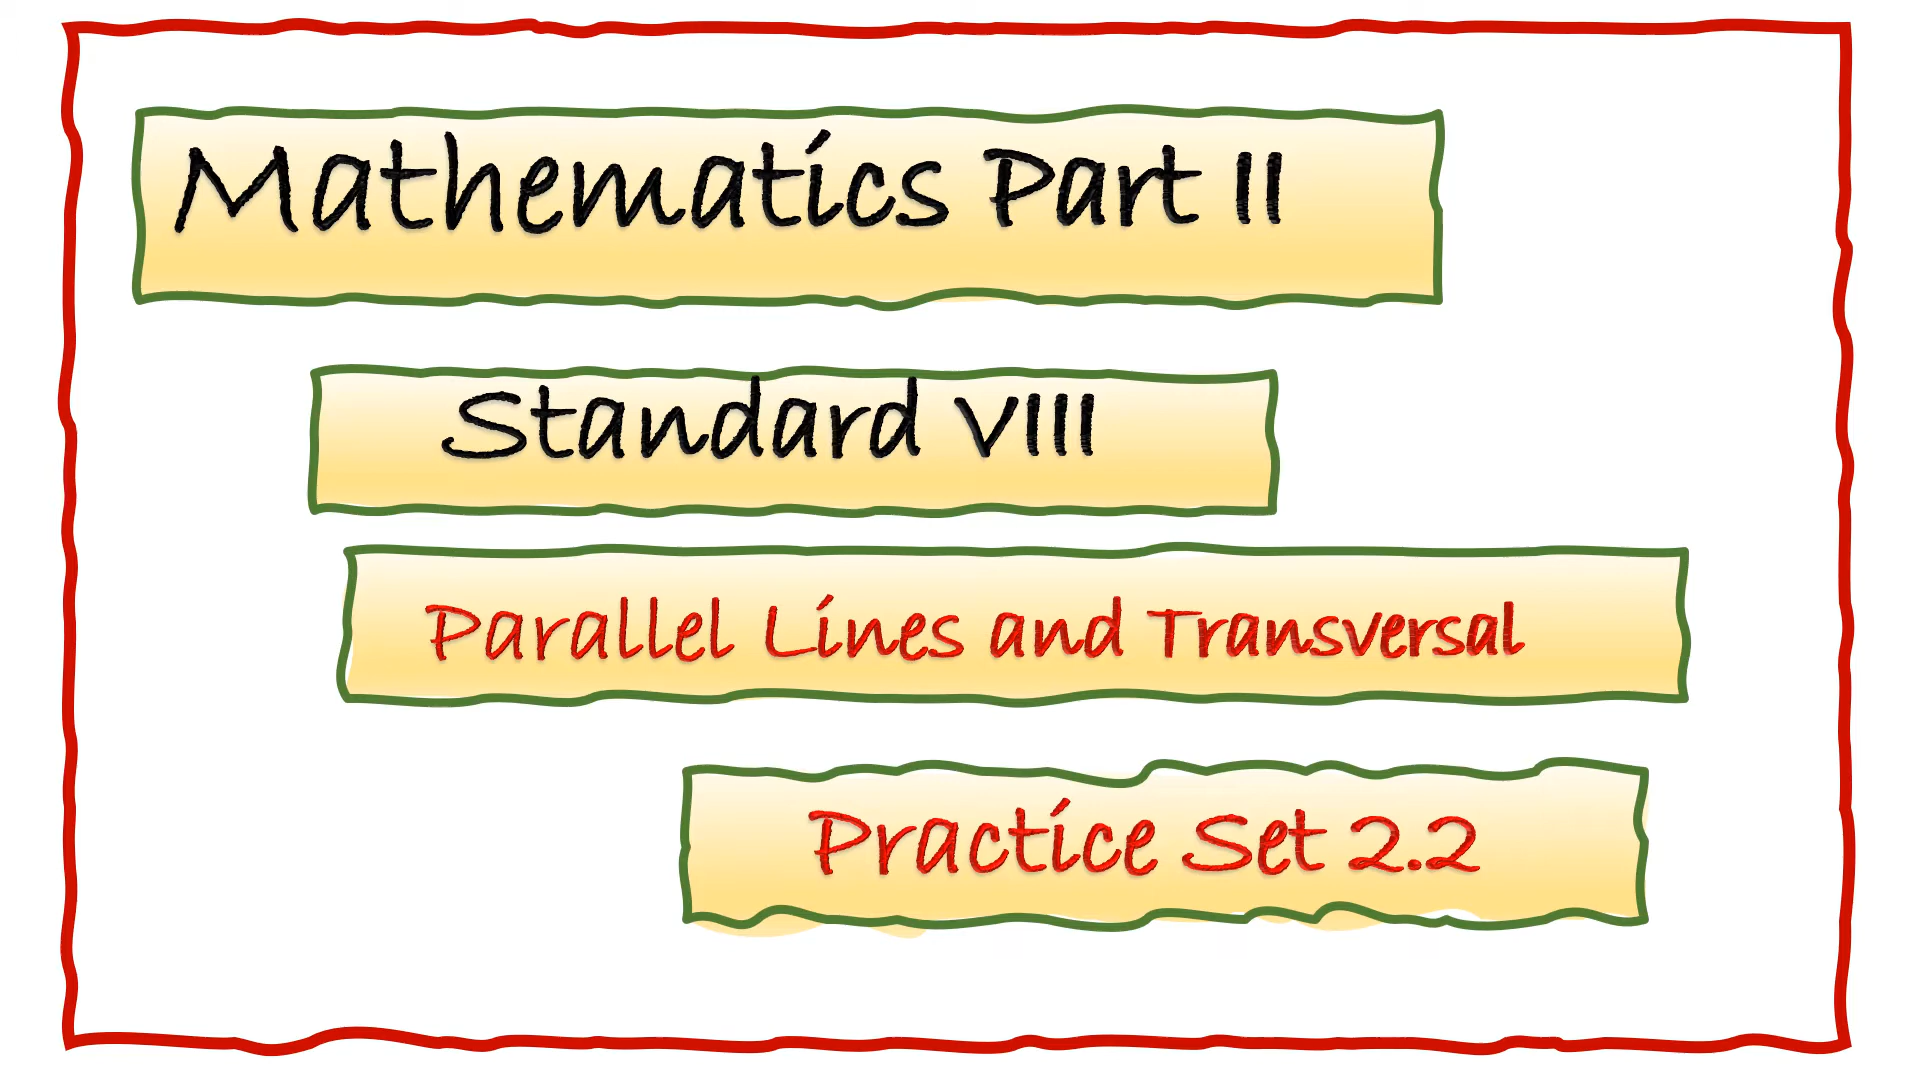 Mathematics Part II
Standard VIII
Parallel Lines and Transversal
Practice Set 2.2